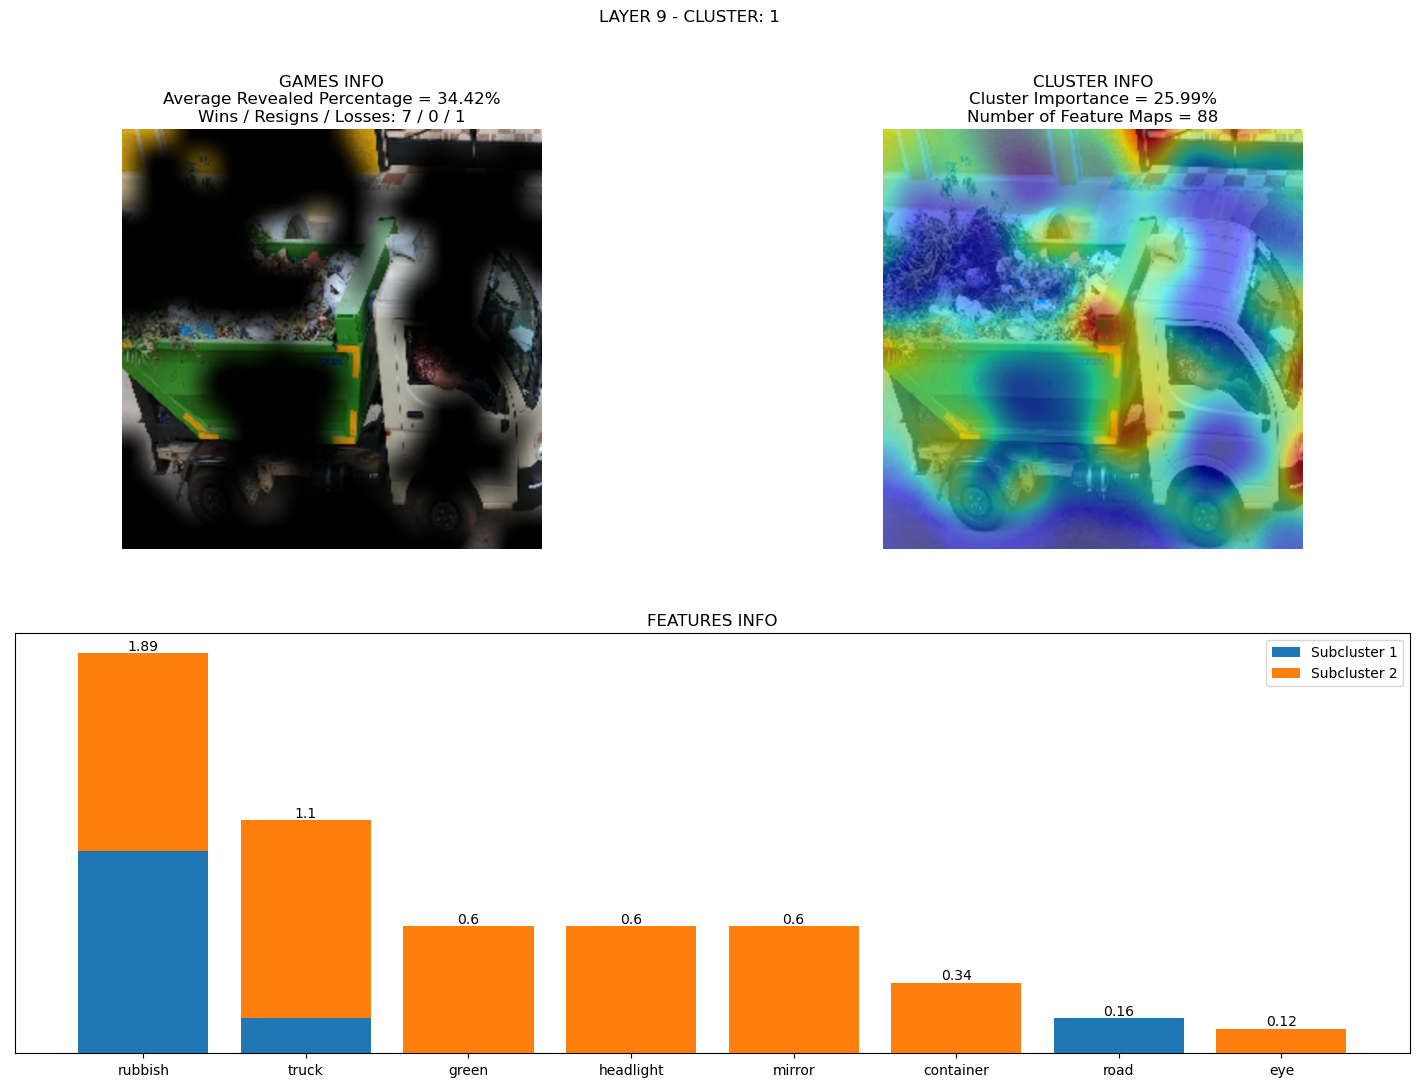 LAYER 9 - CLUSTER: 1
GAMES INFO
Average Revealed Percentage = 34.42%
Wins / Resigns / Losses: 7 / 0 / 1
CLUSTER INFO
Cluster Importance = 25.99%
Number of Feature Maps = 88
FEATURES INFO
Subcluster 1
Subcluster 2
1.89
1.1
0.6
0.6
0.6
0.34
0.16
0.12
rubbish
truck
green
headlight
mirror
container
road
eye